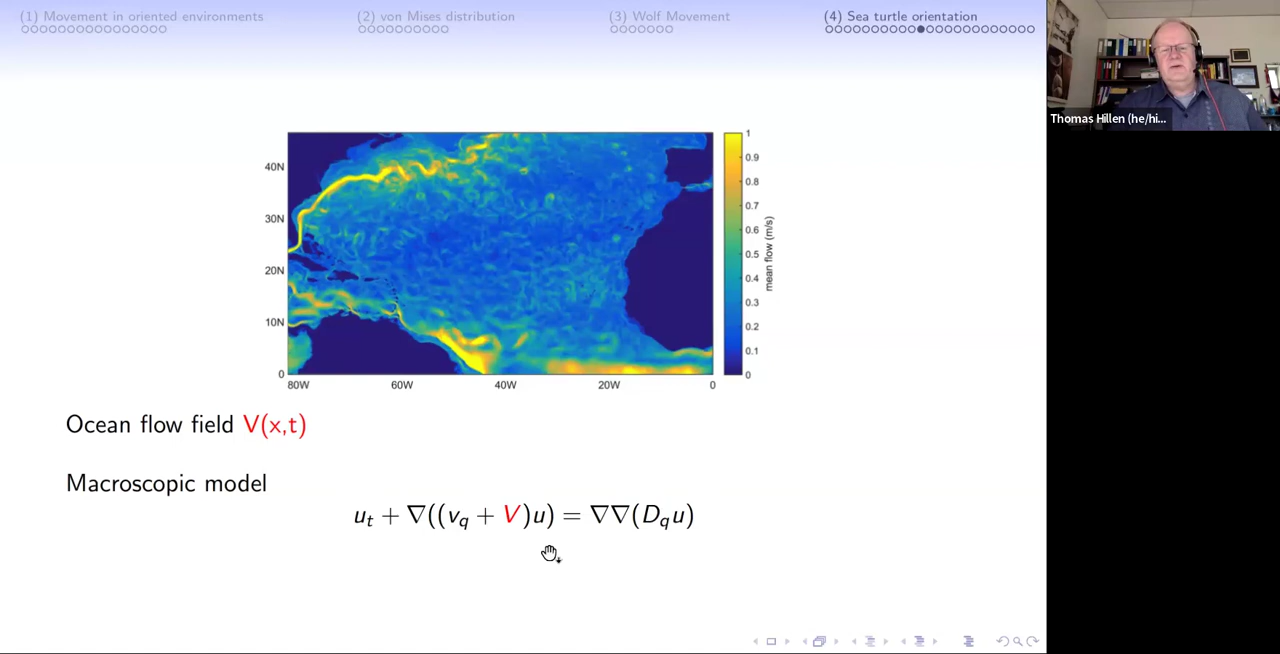 (1) Movement in oriented environments
(2) von Mises distribution
(3) Wolf Movement
(4) Sea turtle orientation
Thomas Hillen (he/hi...
40N
30N
20N
10N
0
80W
60W
40W
20W
0
1
0.9
0.8
0.7
0.6
0.5
0.4
0.3
0.2
0.1
0
mean flow (m/s)
Ocean flow field V(x,t)
Macroscopic model
u_t + ∇((v_q + V)u) = ∇∇(D_q u)